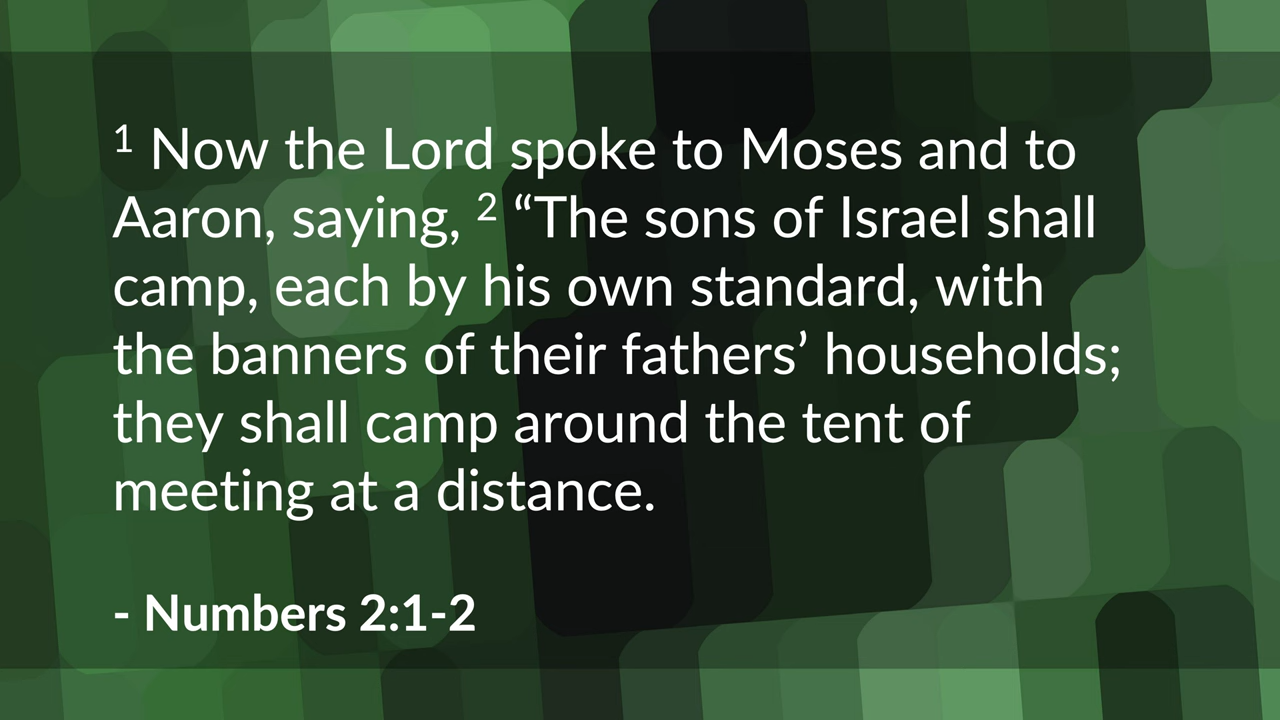 ¹ Now the Lord spoke to Moses and to
Aaron, saying, ² “The sons of Israel shall
camp, each by his own standard, with
the banners of their fathers’ households;
they shall camp around the tent of
meeting at a distance.
- Numbers 2:1-2